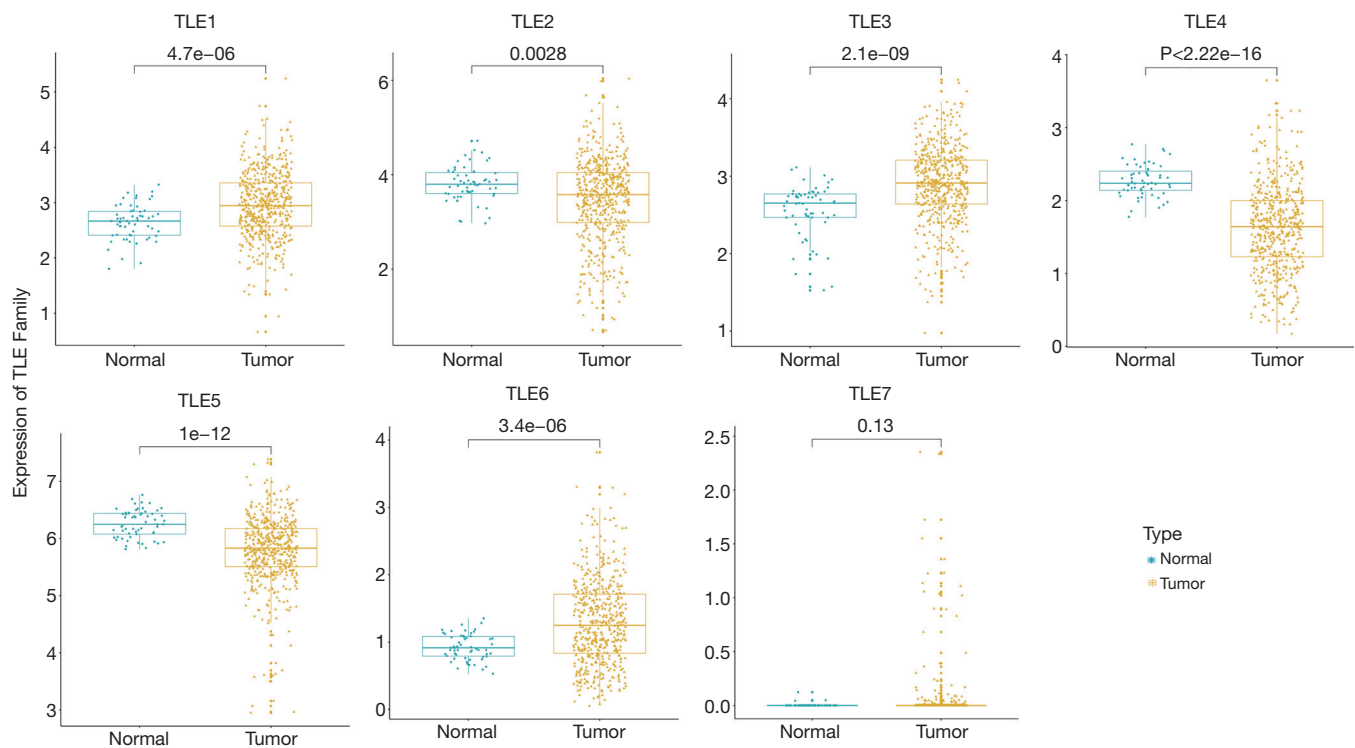 TLE1
4.7e−06
5
4
3
2
1
Normal Tumor
TLE2
0.0028
6
4
2
Normal Tumor
TLE3
2.1e−09
4
3
2
1
Normal Tumor
TLE4
P<2.22e−16
4
3
2
1
0
Normal Tumor
Expression of TLE Family
TLE5
1e−12
7
6
5
4
3
Normal Tumor
TLE6
3.4e−06
4
3
2
1
0
Normal Tumor
TLE7
0.13
2.5
2.0
1.5
1.0
0.5
0.0
Normal Tumor
Type
Normal
Tumor